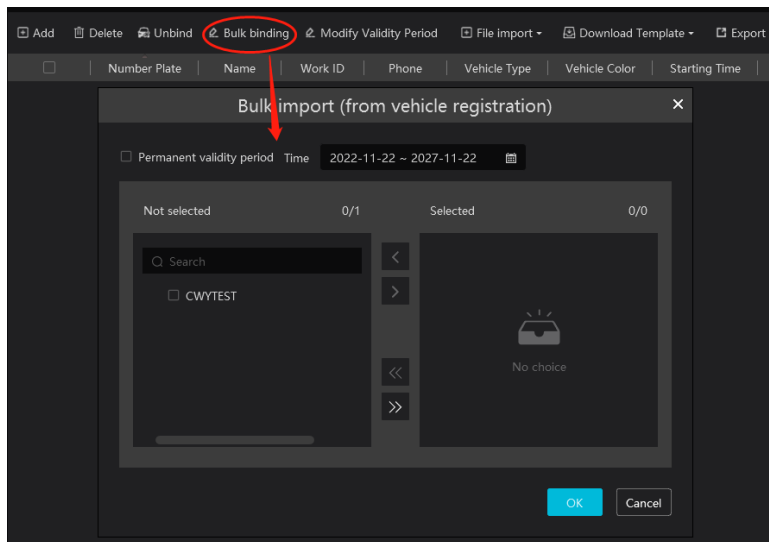 Add Delete Unbind Bulk binding Modify Validity Period File import Download Template Export
Number Plate Name Work ID Phone Vehicle Type Vehicle Color Starting Time
Bulk import (from vehicle registration)
Permanent validity period Time 2022-11-22 ~ 2027-11-22
Not selected 0/1 Selected 0/0
Search
CWYTEST
No choice
OK Cancel